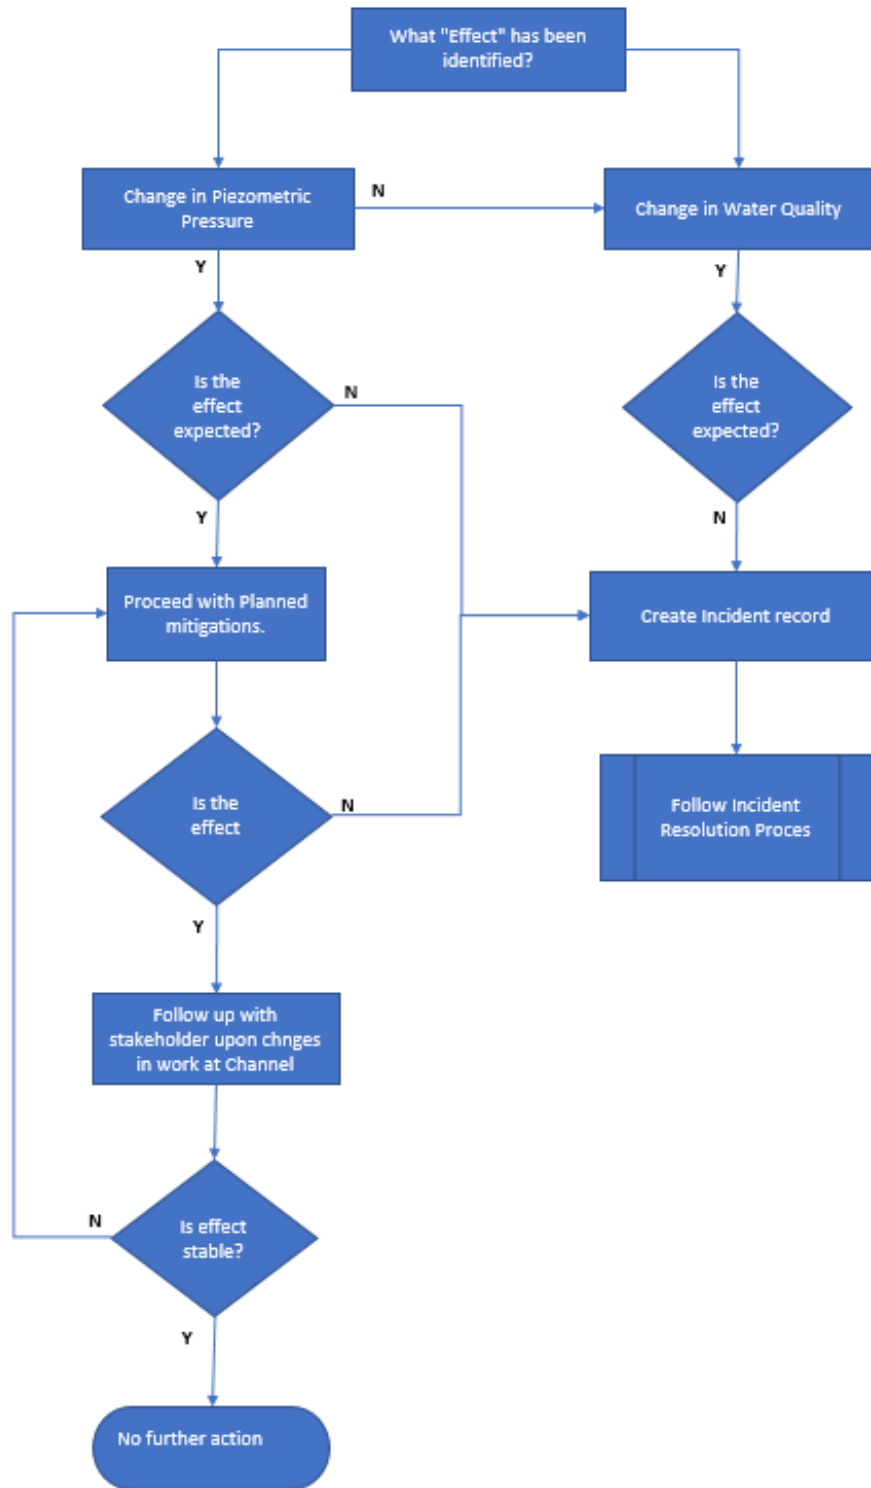 What "Effect" has been
identified?
Change in Piezometric
Pressure
N
Change in Water Quality
Y
Y
Is the
effect
expected?
N
Is the
effect
expected?
Y
N
Proceed with Planned
mitigations.
Create Incident record
Is the
effect
N
Follow Incident
Resolution Proces
Y
Follow up with
stakeholder upon chnges
in work at Channel
N
Is effect
stable?
Y
No further action